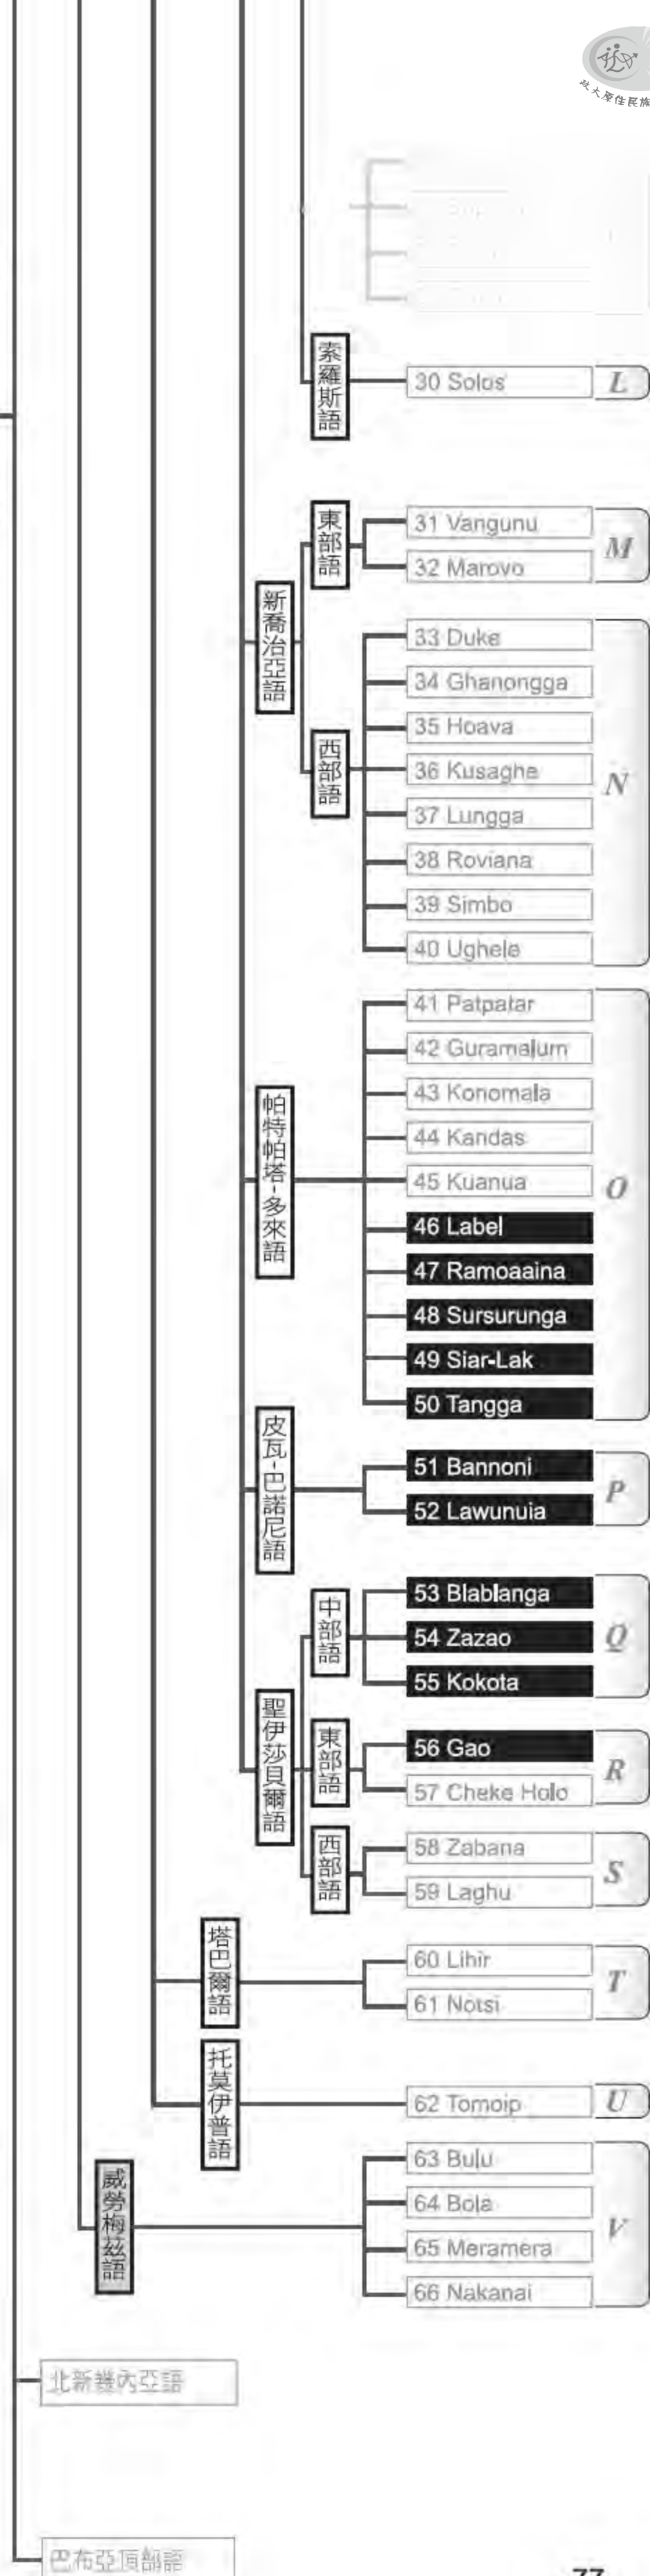 政大原住民族
索羅斯語
30 Solos
L
新喬治亞語
東部語
31 Vangunu
32 Marovo
M
西部語
33 Duke
34 Ghanongga
35 Hoava
36 Kusaghe
37 Lungga
38 Roviana
39 Simbo
40 Ughele
N
帕特帕塔-多來語
41 Patpatar
42 Guramalum
43 Konomala
44 Kandas
45 Kuanua
46 Label
47 Ramoaaina
48 Sursurunga
49 Siar-Lak
50 Tangga
O
皮瓦-巴諾尼語
51 Bannoni
52 Lawunuia
P
聖伊莎貝爾語
中部語
53 Blablanga
54 Zazao
55 Kokota
Q
東部語
56 Gao
57 Cheke Holo
R
西部語
58 Zabana
59 Laghu
S
塔巴爾語
60 Lihir
61 Notsi
T
托莫伊普語
62 Tomoip
U
威勞梅茲語
63 Bulu
64 Bola
65 Meramera
66 Nakanai
V
北新幾內亞語
巴布亞頂部語
77